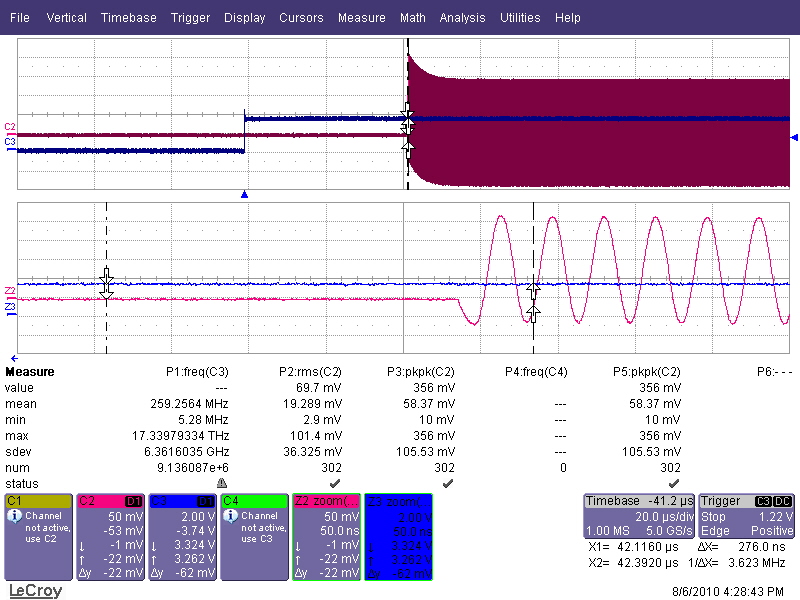 File Vertical Timebase Trigger Display Cursors Measure Math Analysis Utilities Help
C2
C3
Z2
Z3
Measure P1:freq(C3) P2:rms(C2) P3:pkpk(C2) P4:freq(C4) P5:pkpk(C2) P6:- - -
value --- 69.7 mV 356 mV 356 mV
mean 259.2564 MHz 19.289 mV 58.37 mV --- 58.37 mV
min 5.28 MHz 2.9 mV 10 mV --- 10 mV
max 17.33979334 THz 101.4 mV 356 mV --- 356 mV
sdev 6.3616035 GHz 36.325 mV 105.53 mV --- 105.53 mV
num 9.136087e+6 302 302 0 302
status
C1
Channel
not active,
use C2
C2 D1
50 mV
-53 mV
-1 mV
-22 mV
Δy -22 mV
C3 D1
2.00 V
-3.74 V
3.324 V
3.262 V
Δy -62 mV
C4
Channel
not active,
use C3
Z2 zoom(...
50 mV
50.0 ns
-1 mV
-22 mV
Δy -22 mV
Z3 zoom(...
2.00 V
50.0 ns
3.324 V
3.262 V
Δy -62 mV
Timebase -41.2 µs
20.0 µs/div
1.00 MS 5.0 GS/s
Trigger C3 DC
Stop 1.22 V
Edge Positive
X1= 42.1160 µs ΔX= 276.0 ns
X2= 42.3920 µs 1/ΔX= 3.623 MHz
LeCroy
8/6/2010 4:28:43 PM